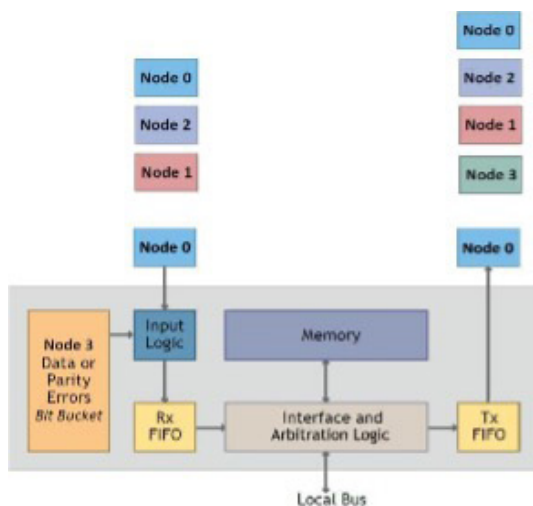 Node 0
Node 2
Node 1
Node 0
Node 0
Node 2
Node 1
Node 3
Node 0
Node 3
Data or
Parity
Errors
Bit Bucket
Input
Logic
Memory
Rx
FIFO
Interface and
Arbitration Logic
Tx
FIFO
Local Bus